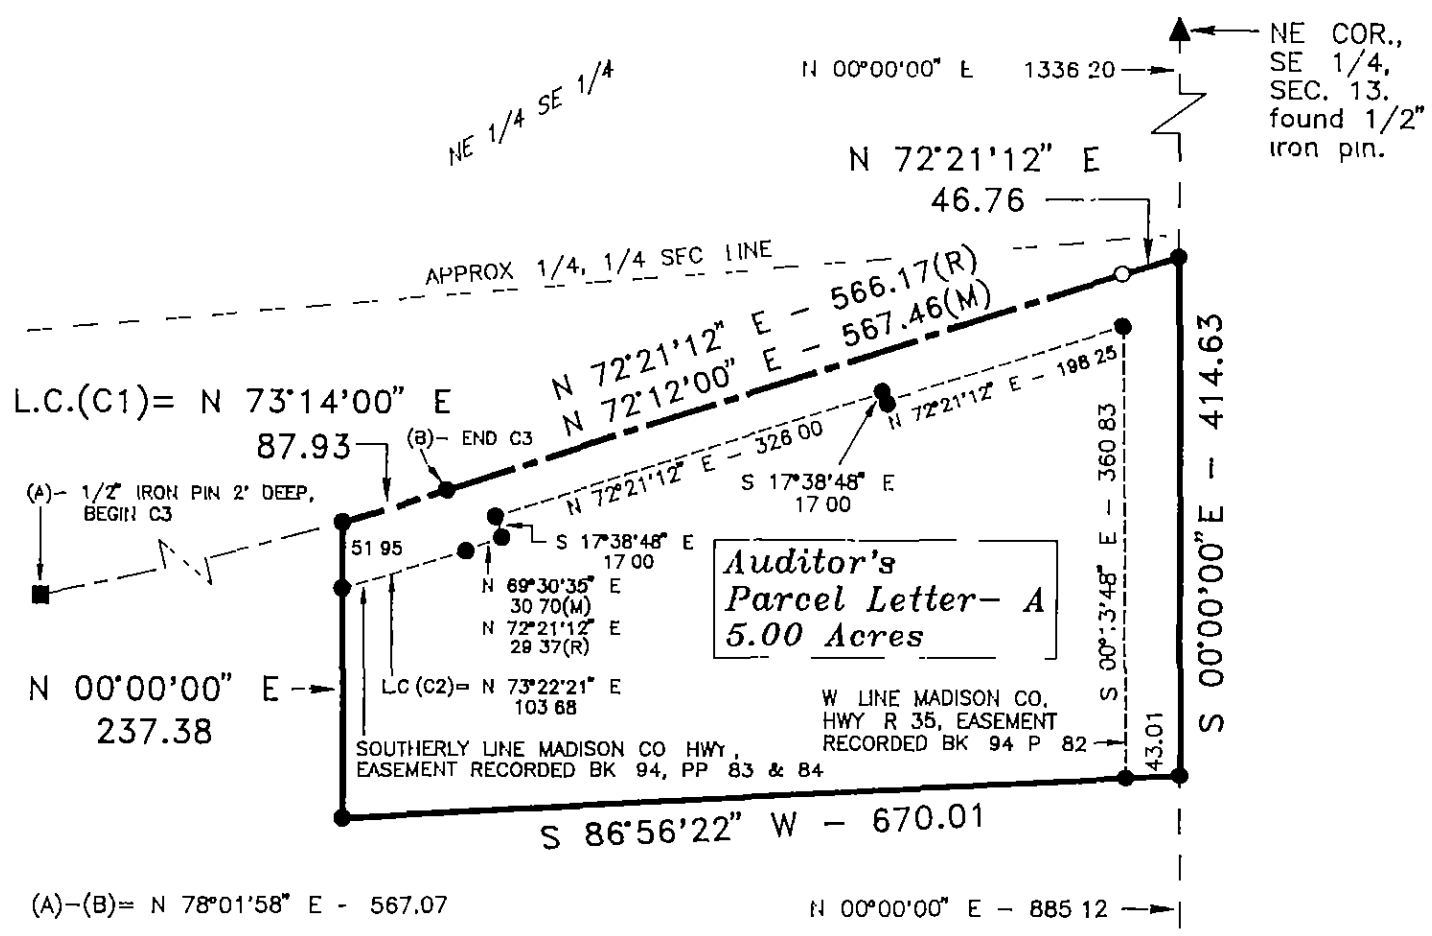 NE COR.,
SE 1/4,
SEC. 13.
found 1/2"
Iron pin.
N 00°00'00" E 1336 20
NE 1/4 SE 1/4
N 72°21'12" E
46.76
APPROX 1/4, 1/4 SEC LINE
N 72°21'12" E - 566.17(R)
N 72°12'00" E - 567.46(M)
L.C.(C1)= N 73°14'00" E
87.93
(B)- END C3
(A)- 1/2" IRON PIN 2' DEEP,
BEGIN C3
N 72°21'12" E - 326 00
N 72°21'12" E - 198 25
S 17°38'48" E
17 00
S 00°00'00" E - 414.63
S 00°13'48" E - 360 83
51 95
S 17°38'48" E
17 00
N 69°30'35" E
30 70(M)
N 72°21'12" E
29 37(R)
Auditor's
Parcel Letter- A
5.00 Acres
N 00°00'00" E
237.38
L.C (C2)= N 73°22'21" E
103 68
W LINE MADISON CO.
HWY R 35, EASEMENT
RECORDED BK 94 P 82
43.01
SOUTHERLY LINE MADISON CO HWY,
EASEMENT RECORDED BK 94, PP 83 & 84
S 86°56'22" W - 670.01
(A)-(B)= N 78°01'58" E - 567.07
N 00°00'00" E - 885 12